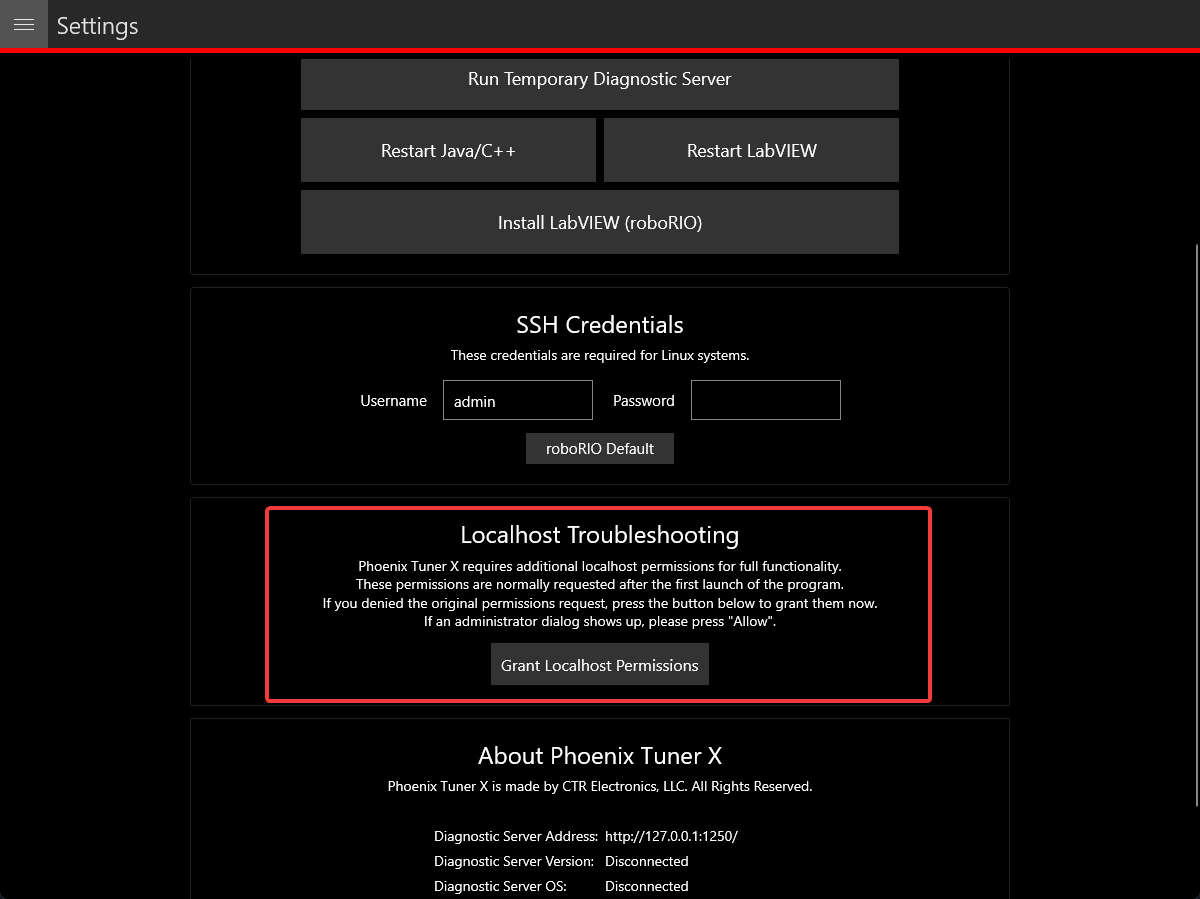 Settings
Run Temporary Diagnostic Server
Restart Java/C++
Restart LabVIEW
Install LabVIEW (roboRIO)
SSH Credentials
These credentials are required for Linux systems.
Username admin Password
roboRIO Default
Localhost Troubleshooting
Phoenix Tuner X requires additional localhost permissions for full functionality.
These permissions are normally requested after the first launch of the program.
If you denied the original permissions request, press the button below to grant them now.
If an administrator dialog shows up, please press "Allow".
Grant Localhost Permissions
About Phoenix Tuner X
Phoenix Tuner X is made by CTR Electronics, LLC. All Rights Reserved.
Diagnostic Server Address: http://127.0.0.1:1250/
Diagnostic Server Version: Disconnected
Diagnostic Server OS: Disconnected